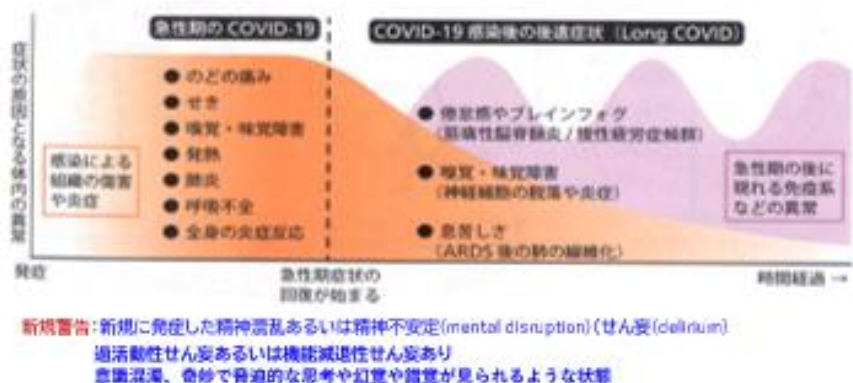 急性期の COVID-19
COVID-19 感染後の後遺症状（Long COVID）
症状の原因となる体内の異常
● のどの痛み
● せき
● 嗅覚・味覚障害
● 発熱
● 肺炎
● 呼吸不全
● 全身の炎症反応
感染による
組織の傷害
や炎症
● 倦怠感やブレインフォグ
（筋痛性脳脊髄炎 / 慢性疲労症候群）
● 嗅覚・味覚障害
（神経細胞の脱落や炎症）
● 息苦しさ
（ARDS 後の肺の線維化）
急性期の後に
現れる免疫系
などの異常
発症
急性期症状の
回復が始まる
時間経過 →
新規警告：新規に発症した精神混乱あるいは精神不安定(mental disruption)（せん妄(delirium)
過活動性せん妄あるいは機能減退性せん妄あり
意識混濁、奇妙で脅迫的な思考や幻覚や錯覚が見られるような状態